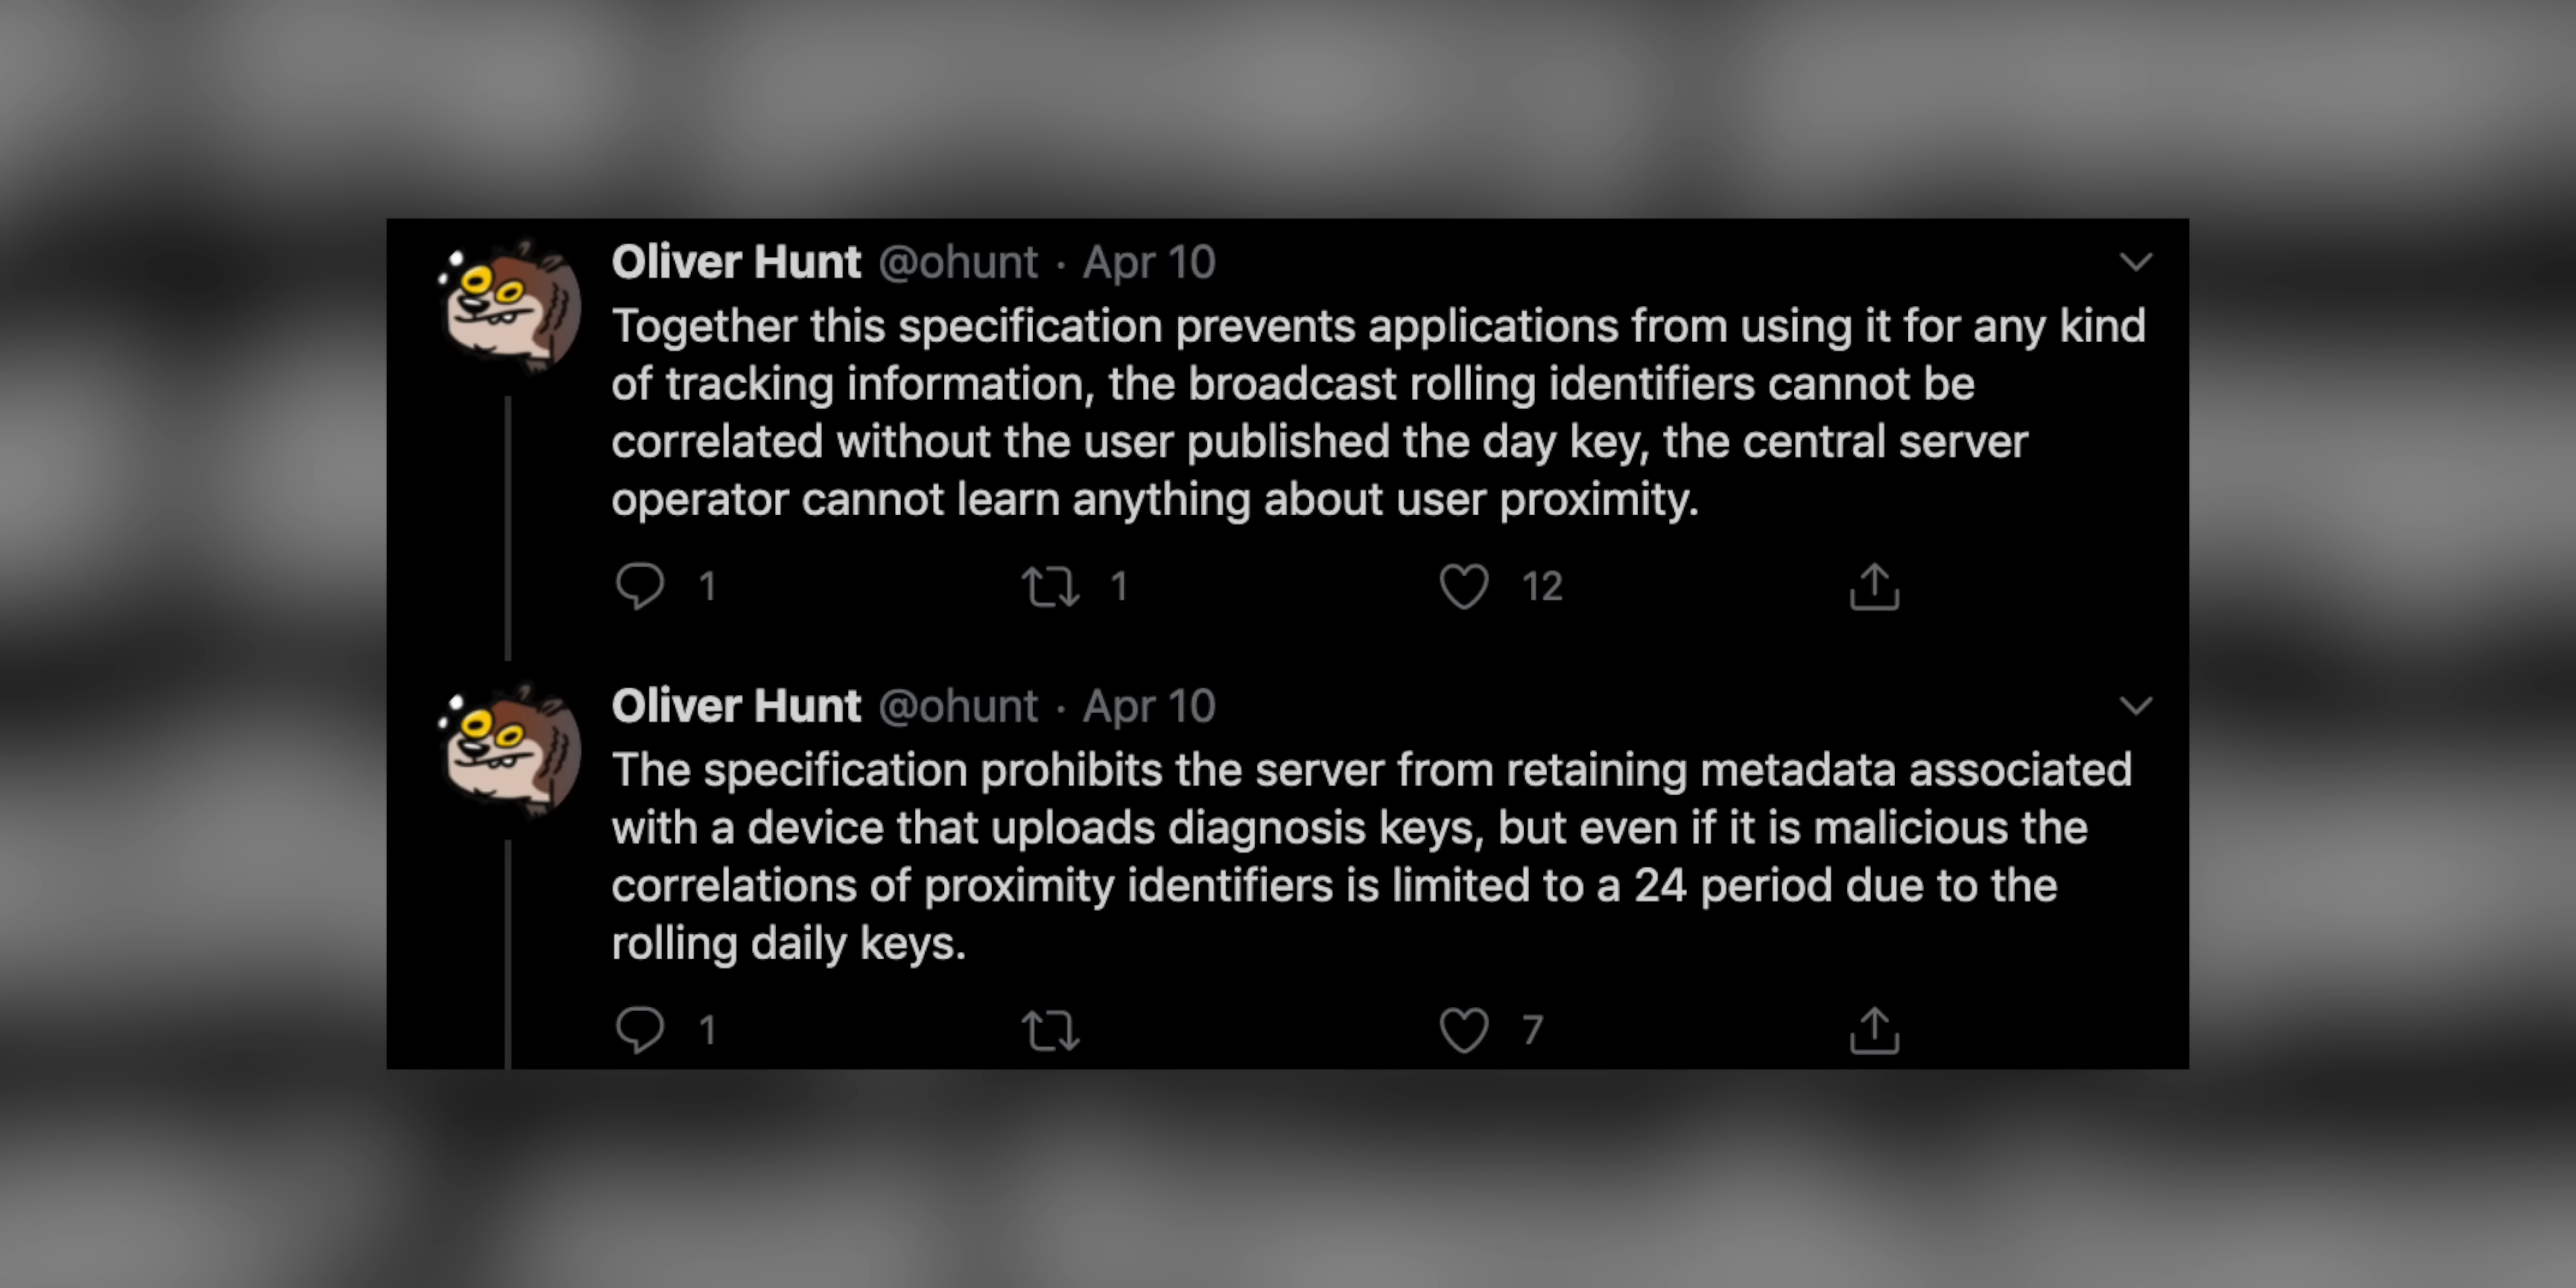 Oliver Hunt @ohunt · Apr 10
Together this specification prevents applications from using it for any kind
of tracking information, the broadcast rolling identifiers cannot be
correlated without the user published the day key, the central server
operator cannot learn anything about user proximity.
1 1 12
Oliver Hunt @ohunt · Apr 10
The specification prohibits the server from retaining metadata associated
with a device that uploads diagnosis keys, but even if it is malicious the
correlations of proximity identifiers is limited to a 24 period due to the
rolling daily keys.
1 7